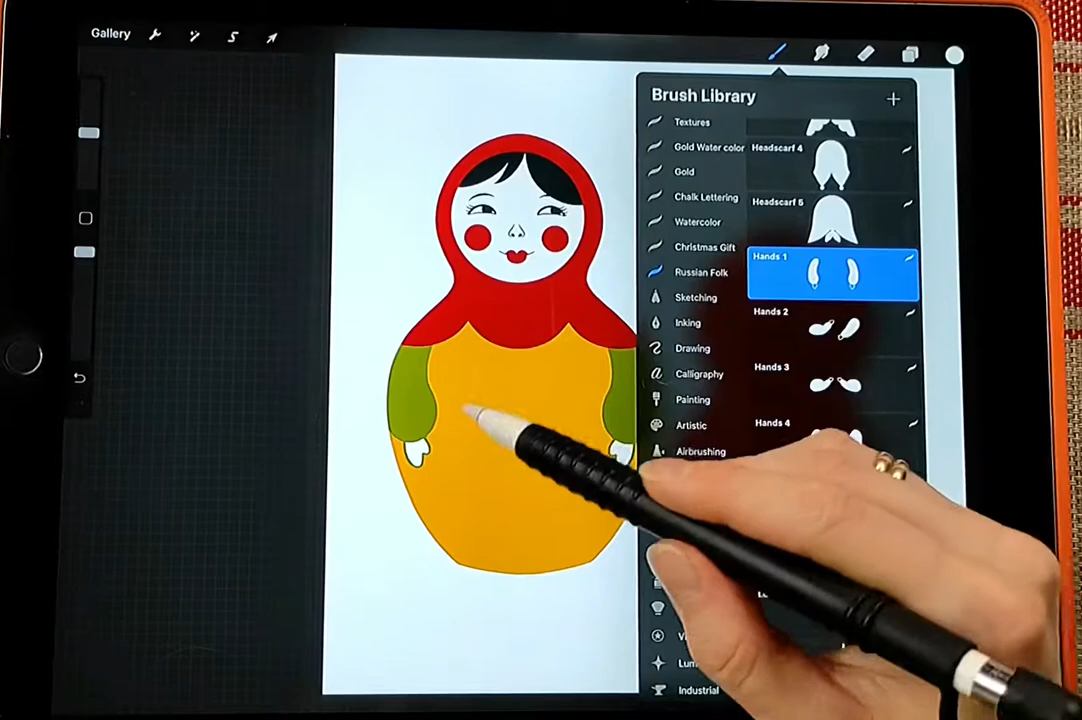 Gallery
Brush Library
Textures
Gold Water color
Gold
Chalk Lettering
Watercolor
Christmas Gift
Russian Folk
Sketching
Inking
Drawing
Calligraphy
Painting
Artistic
Airbrushing
Industrial
Headscarf 4
Headscarf 5
Hands 1
Hands 2
Hands 3
Hands 4